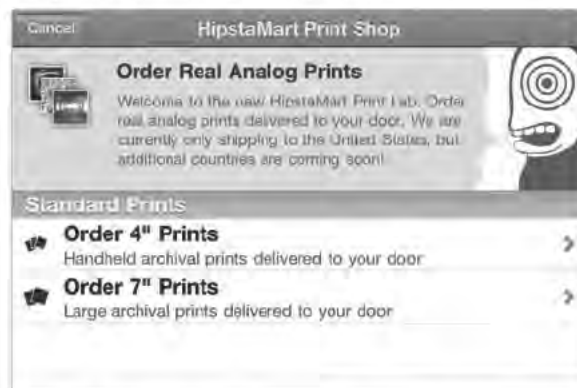 Cancel
HipstaMart Print Shop
Order Real Analog Prints
Welcome to the new HipstaMart Print Lab. Order
real analog prints delivered to your door. We are
currently only shipping to the United States, but
additional countries are coming soon!
Standard Prints
Order 4" Prints
Handheld archival prints delivered to your door
Order 7" Prints
Large archival prints delivered to your door